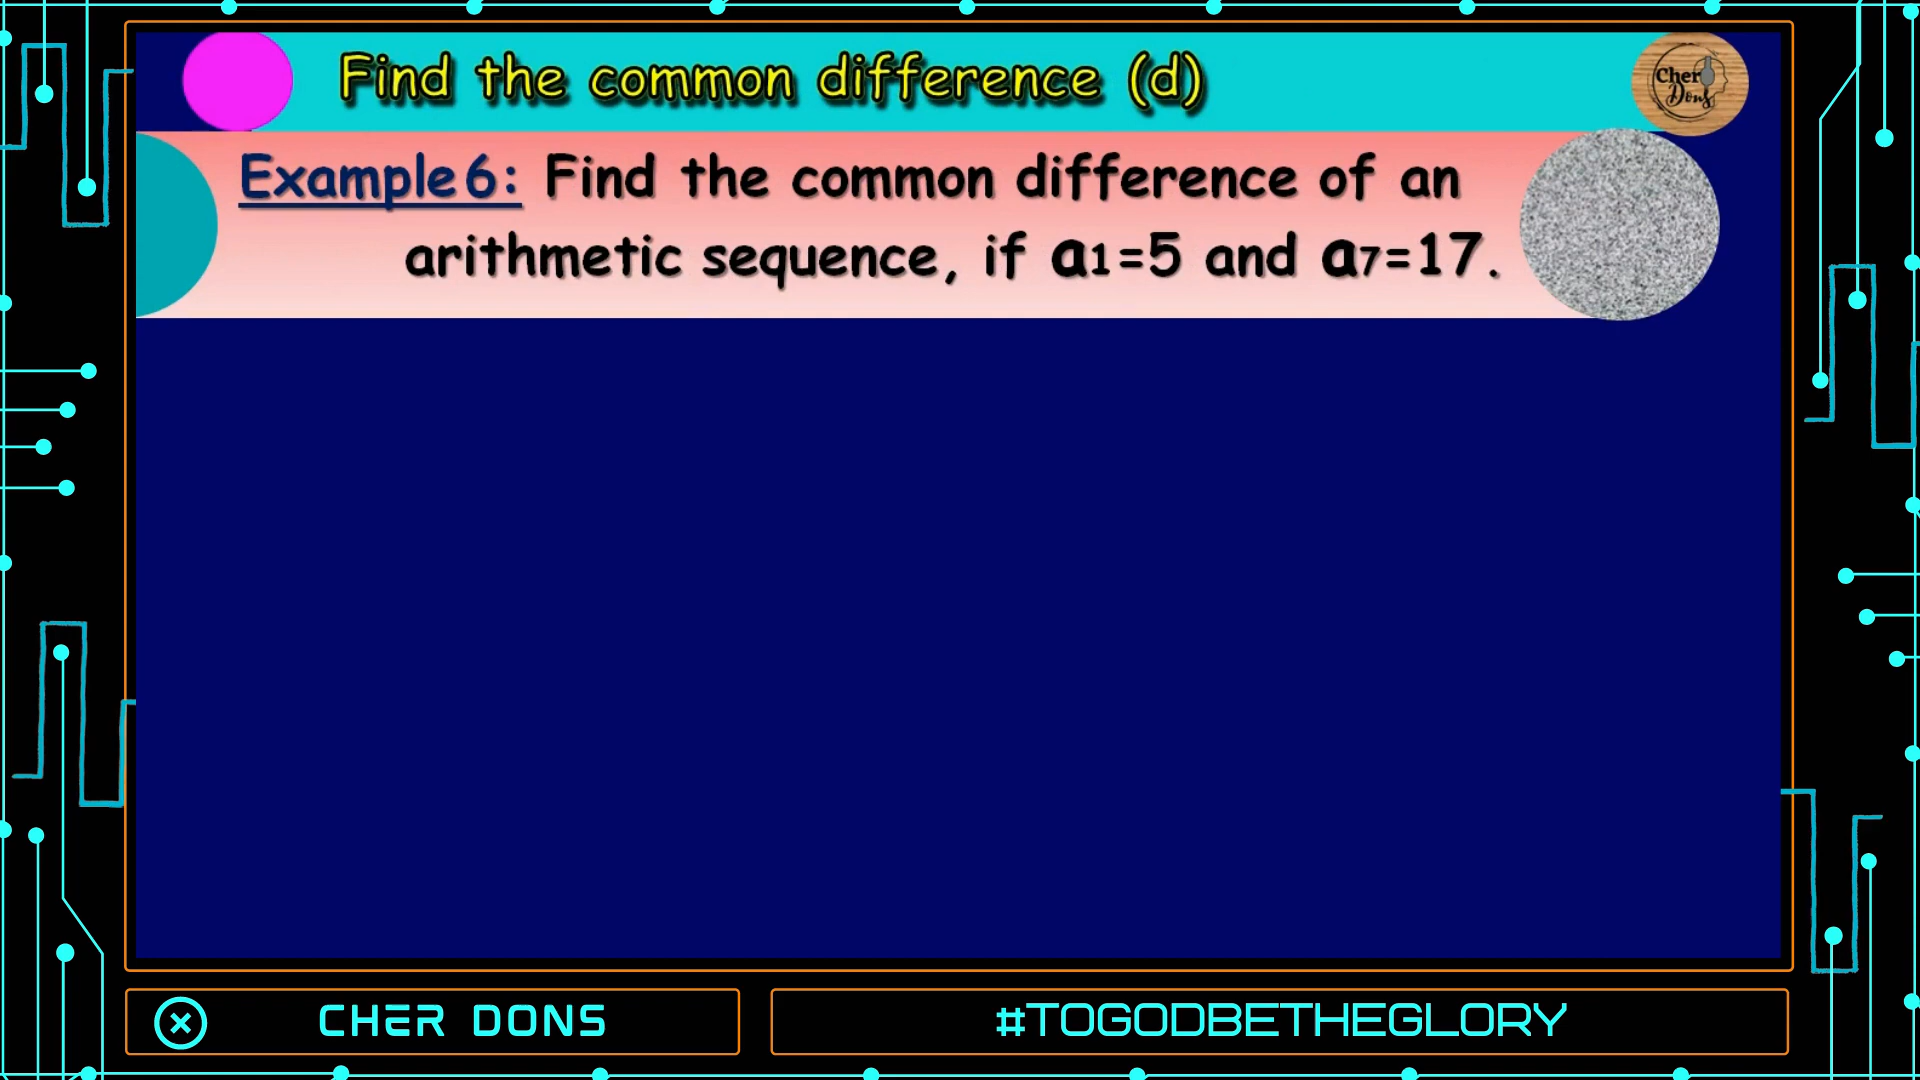 Find the common difference (d)
Cher
Dons
Example 6: Find the common difference of an
arithmetic sequence, if a1=5 and a7=17.
CHER DONS
#TOGODBETHEGLORY